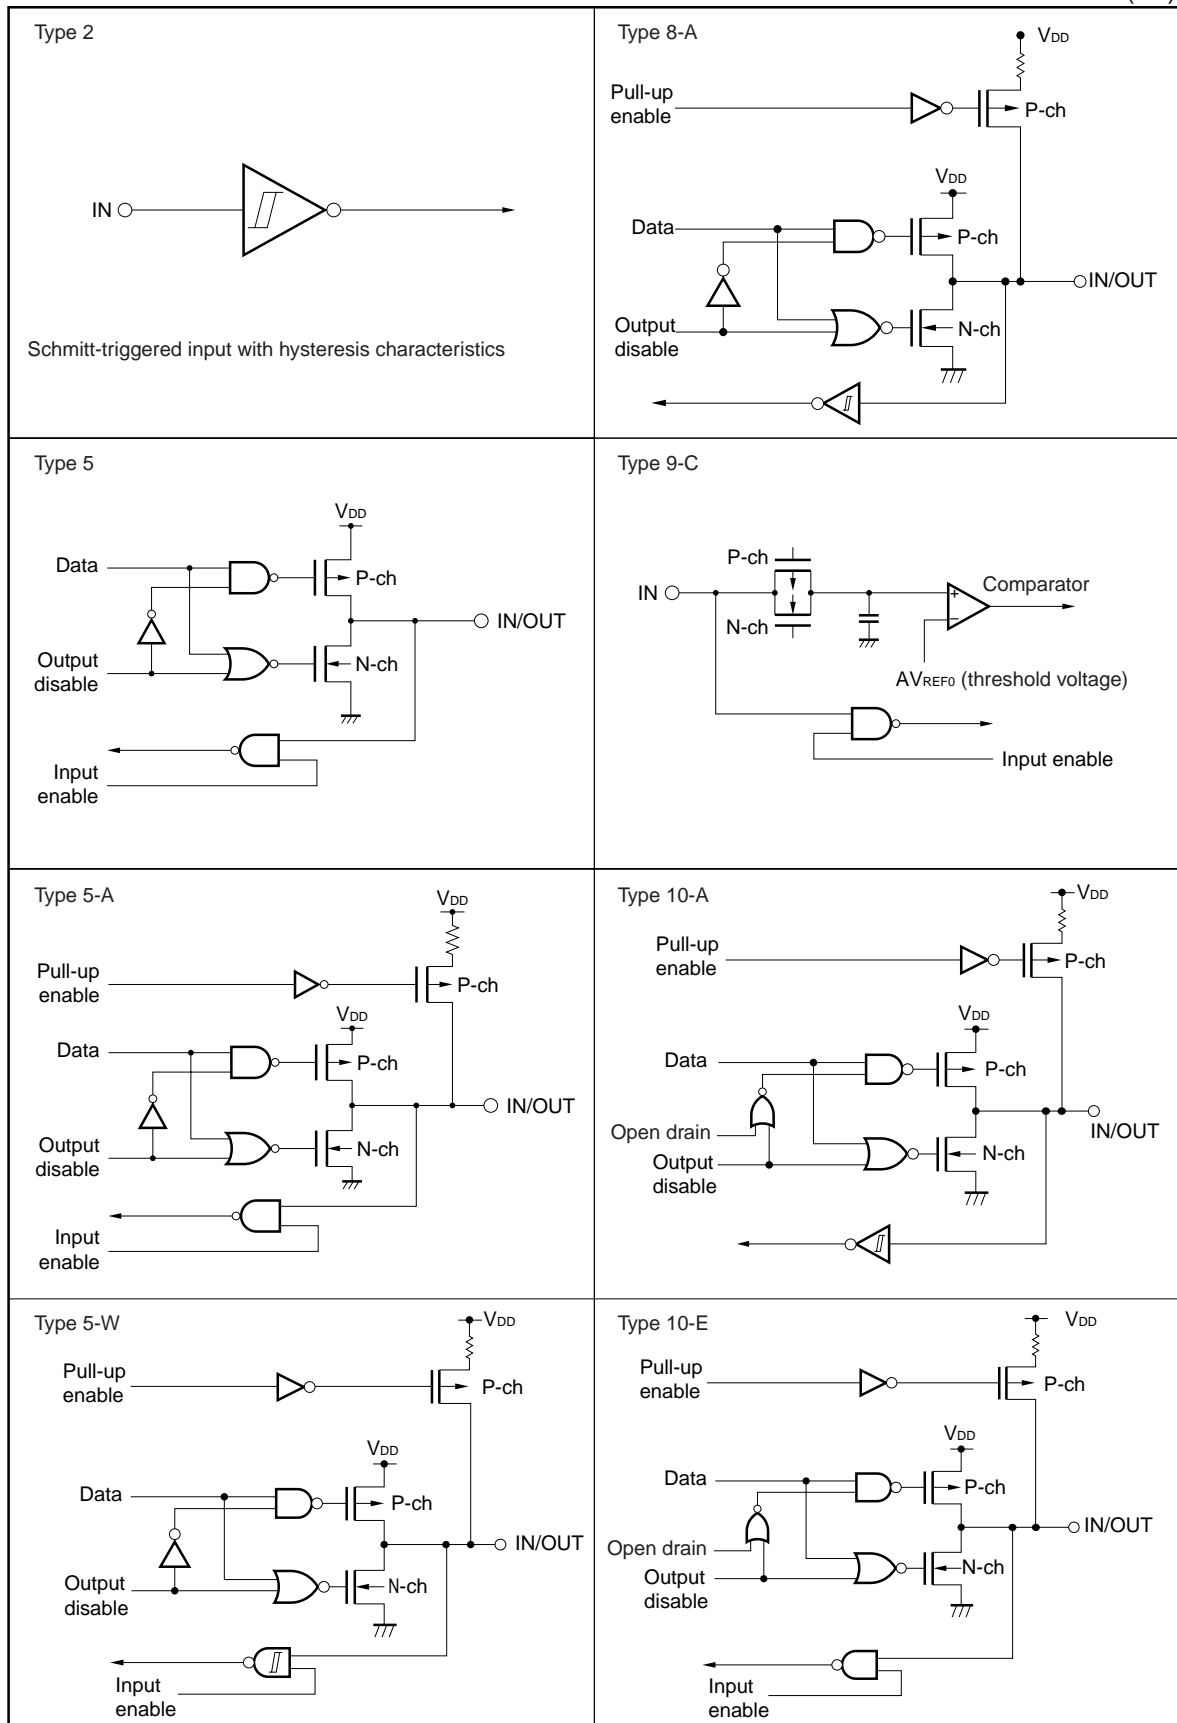 Type 2
IN
Schmitt-triggered input with hysteresis characteristics
Type 8-A
VDD
Pull-up
enable
P-ch
VDD
Data
P-ch
IN/OUT
Output
disable
N-ch
Type 5
VDD
Data
P-ch
IN/OUT
Output
disable
N-ch
Input
enable
Type 9-C
P-ch
IN
N-ch
Comparator
+
−
AVREF0 (threshold voltage)
Input enable
Type 5-A
VDD
Pull-up
enable
P-ch
VDD
Data
P-ch
IN/OUT
Output
disable
N-ch
Input
enable
Type 10-A
VDD
Pull-up
enable
P-ch
VDD
Data
P-ch
Open drain
IN/OUT
Output
disable
N-ch
Type 5-W
VDD
Pull-up
enable
P-ch
VDD
Data
P-ch
IN/OUT
Output
disable
N-ch
Input
enable
Type 10-E
VDD
Pull-up
enable
P-ch
VDD
Data
P-ch
IN/OUT
Open drain
Output
disable
N-ch
Input
enable